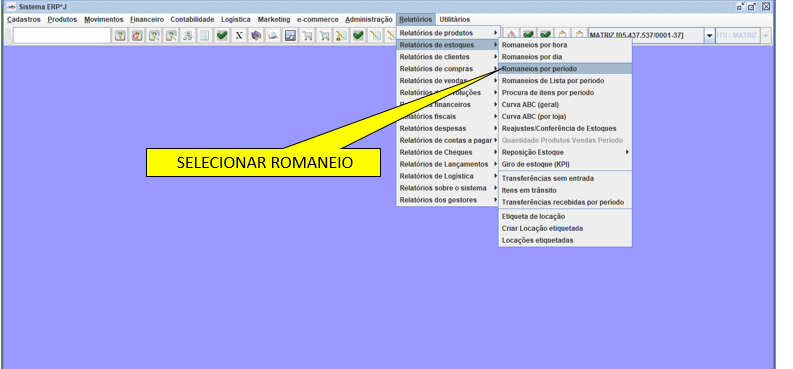 Sistema ERP*J
Cadastros Produtos Movimentos Financeiro Contabilidade Logística Marketing e-commerce Administração Relatórios Utilitários
MATRIZ [05.437.537/0001-37]
ITU - MATRIZ
Relatórios de produtos
Relatórios de estoques
Relatórios de clientes
Relatórios de compras
Relatórios de vendas
Relatórios
financeiros
Relatórios fiscais
Relatórios despesas
Relatórios de contas a pagar
Relatórios de Cheques
Relatórios de Lançamentos
Relatórios de Logística
Relatórios sobre o sistema
Relatórios dos gestores
Romaneios por hora
Romaneios por dia
Romaneios por período
Romaneios de Lista por período
Procura de itens por período
Curva ABC (geral)
Curva ABC (por loja)
Reajustes/Conferência de Estoques
Quantidade Produtos Vendas Período
Reposição Estoque
Giro de estoque (KPI)
Transferências sem entrada
Itens em trânsito
Transferências recebidas por período
Etiqueta de locação
Criar Locação etiquetada
Locações etiquetadas
SELECIONAR ROMANEIO